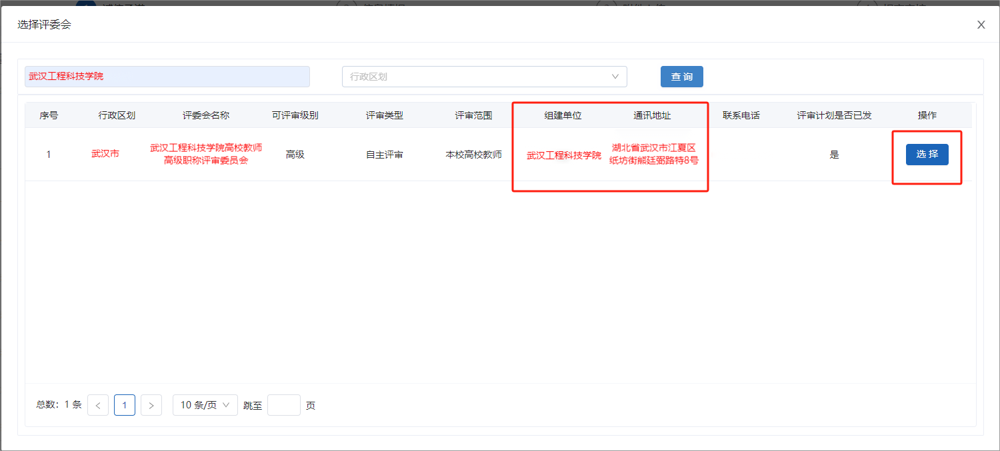 选择评委会
X
武汉工程科技学院
行政区划
查 询
序号 行政区划 评委会名称 可评审级别 评审类型 评审范围 组建单位 通讯地址 联系电话 评审计划是否已发 操作
1 武汉市 武汉工程科技学院高校教师 高级 自主评审 本校高校教师 武汉工程科技学院 湖北省武汉市江夏区 是 选 择
高级职称评审委员会 纸坊街熊廷弼路特8号
总数: 1 条 < 1 > 10 条/页 跳至 页